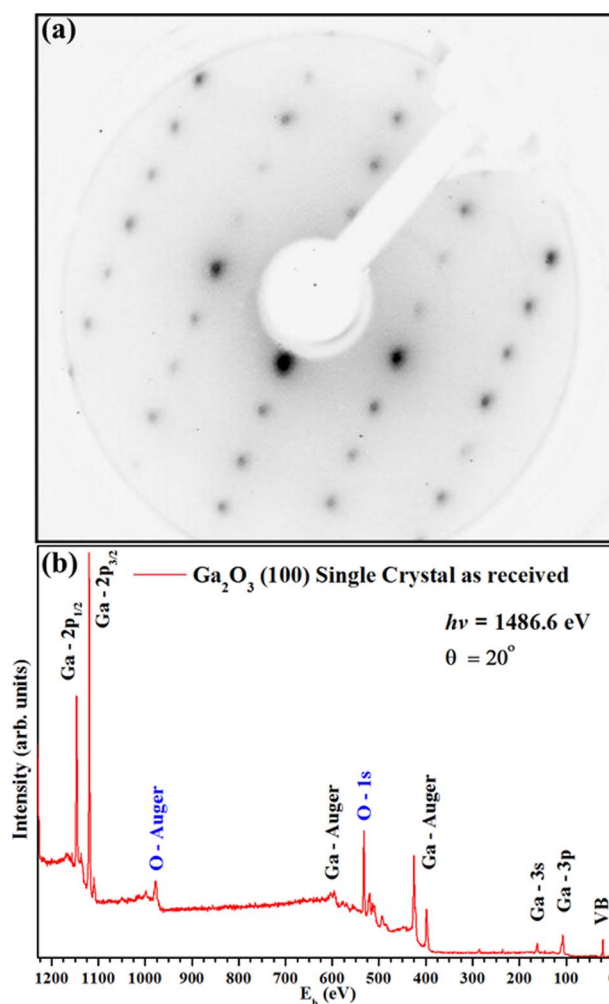 (a)
(b)
Ga₂O₃ (100) Single Crystal as received
hν = 1486.6 eV
θ = 20°
Ga - 2p₁/₂
Ga - 2p₃/₂
O - Auger
Ga - Auger
O - 1s
Ga - Auger
Ga - 3s
Ga - 3p
VB
Intensity (arb. units)
1200 1100 1000 900 800 700 600 500 400 300 200 100 0
E_b (eV)